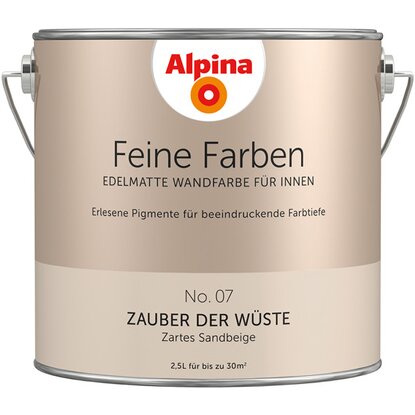 Alpina
Feine Farben
EDELMATTE WANDFARBE FÜR INNEN
Erlesene Pigmente für beeindruckende Farbtiefe
No. 07
ZAUBER DER WÜSTE
Zartes Sandbeige
2,5L für bis zu 30m²